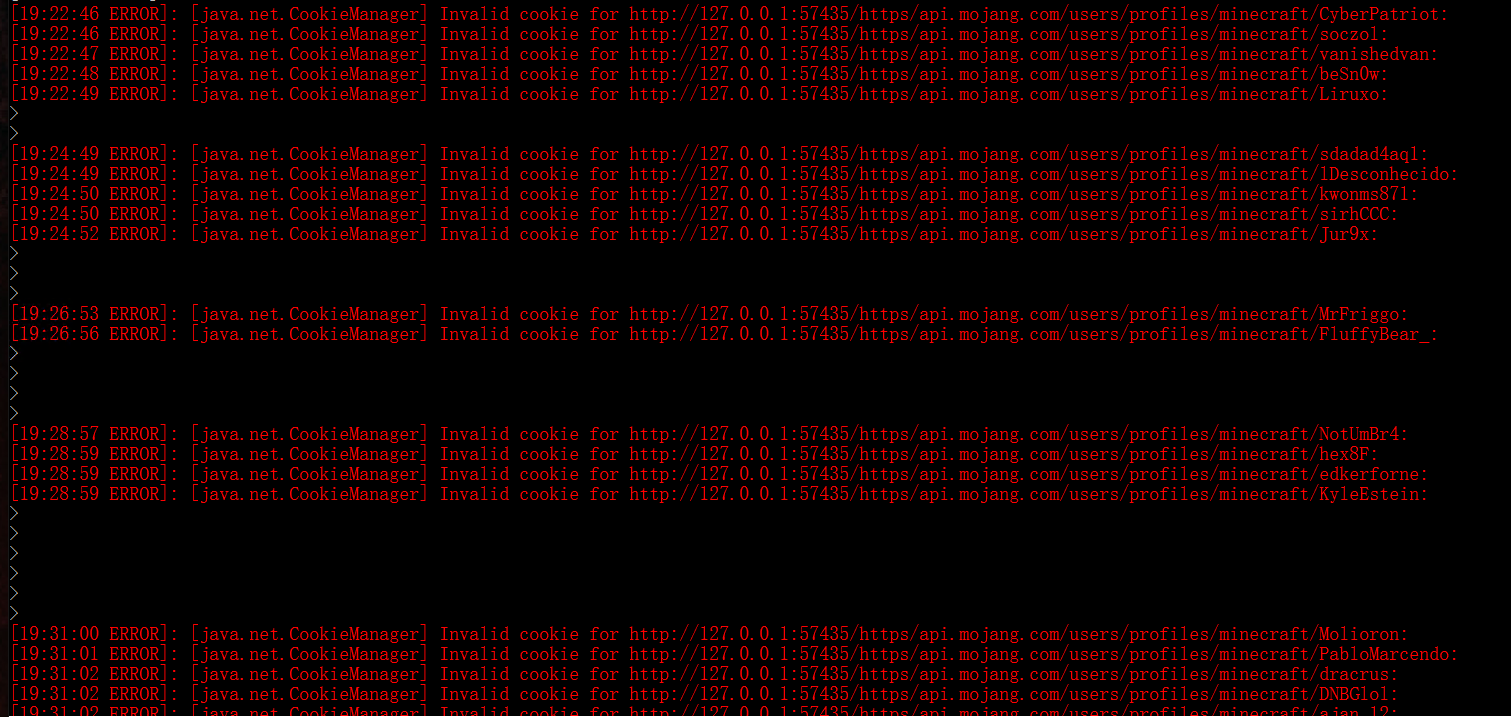 [19:22:46 ERROR]: [java.net.CookieManager] Invalid cookie for http://127.0.0.1:57435/https/api.mojang.com/users/profiles/minecraft/CyberPatriot:
[19:22:46 ERROR]: [java.net.CookieManager] Invalid cookie for http://127.0.0.1:57435/https/api.mojang.com/users/profiles/minecraft/soczol:
[19:22:47 ERROR]: [java.net.CookieManager] Invalid cookie for http://127.0.0.1:57435/https/api.mojang.com/users/profiles/minecraft/vanishedvan:
[19:22:48 ERROR]: [java.net.CookieManager] Invalid cookie for http://127.0.0.1:57435/https/api.mojang.com/users/profiles/minecraft/beSn0w:
[19:22:49 ERROR]: [java.net.CookieManager] Invalid cookie for http://127.0.0.1:57435/https/api.mojang.com/users/profiles/minecraft/Liruxo:
>
>
[19:24:49 ERROR]: [java.net.CookieManager] Invalid cookie for http://127.0.0.1:57435/https/api.mojang.com/users/profiles/minecraft/sdadad4aql:
[19:24:49 ERROR]: [java.net.CookieManager] Invalid cookie for http://127.0.0.1:57435/https/api.mojang.com/users/profiles/minecraft/1Desconhecido:
[19:24:50 ERROR]: [java.net.CookieManager] Invalid cookie for http://127.0.0.1:57435/https/api.mojang.com/users/profiles/minecraft/kwonms871:
[19:24:50 ERROR]: [java.net.CookieManager] Invalid cookie for http://127.0.0.1:57435/https/api.mojang.com/users/profiles/minecraft/sirhCCC:
[19:24:52 ERROR]: [java.net.CookieManager] Invalid cookie for http://127.0.0.1:57435/https/api.mojang.com/users/profiles/minecraft/Jur9x:
>
>
>
[19:26:53 ERROR]: [java.net.CookieManager] Invalid cookie for http://127.0.0.1:57435/https/api.mojang.com/users/profiles/minecraft/MrFriggo:
[19:26:56 ERROR]: [java.net.CookieManager] Invalid cookie for http://127.0.0.1:57435/https/api.mojang.com/users/profiles/minecraft/FluffyBear_:
>
>
>
>
[19:28:57 ERROR]: [java.net.CookieManager] Invalid cookie for http://127.0.0.1:57435/https/api.mojang.com/users/profiles/minecraft/NotUmBr4:
[19:28:59 ERROR]: [java.net.CookieManager] Invalid cookie for http://127.0.0.1:57435/https/api.mojang.com/users/profiles/minecraft/hex8F:
[19:28:59 ERROR]: [java.net.CookieManager] Invalid cookie for http://127.0.0.1:57435/https/api.mojang.com/users/profiles/minecraft/edkerforne:
[19:28:59 ERROR]: [java.net.CookieManager] Invalid cookie for http://127.0.0.1:57435/https/api.mojang.com/users/profiles/minecraft/KyleEstein:
>
>
>
>
>
>
[19:31:00 ERROR]: [java.net.CookieManager] Invalid cookie for http://127.0.0.1:57435/https/api.mojang.com/users/profiles/minecraft/Molioron:
[19:31:01 ERROR]: [java.net.CookieManager] Invalid cookie for http://127.0.0.1:57435/https/api.mojang.com/users/profiles/minecraft/PabloMarcendo:
[19:31:02 ERROR]: [java.net.CookieManager] Invalid cookie for http://127.0.0.1:57435/https/api.mojang.com/users/profiles/minecraft/dracrus:
[19:31:02 ERROR]: [java.net.CookieManager] Invalid cookie for http://127.0.0.1:57435/https/api.mojang.com/users/profiles/minecraft/DNBGlol:
[19:31:02 ERROR]: [java.net.CookieManager] Invalid cookie for